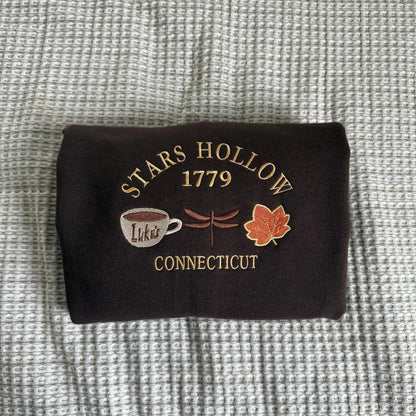 STARS HOLLOW
1779
Luke's
CONNECTICUT